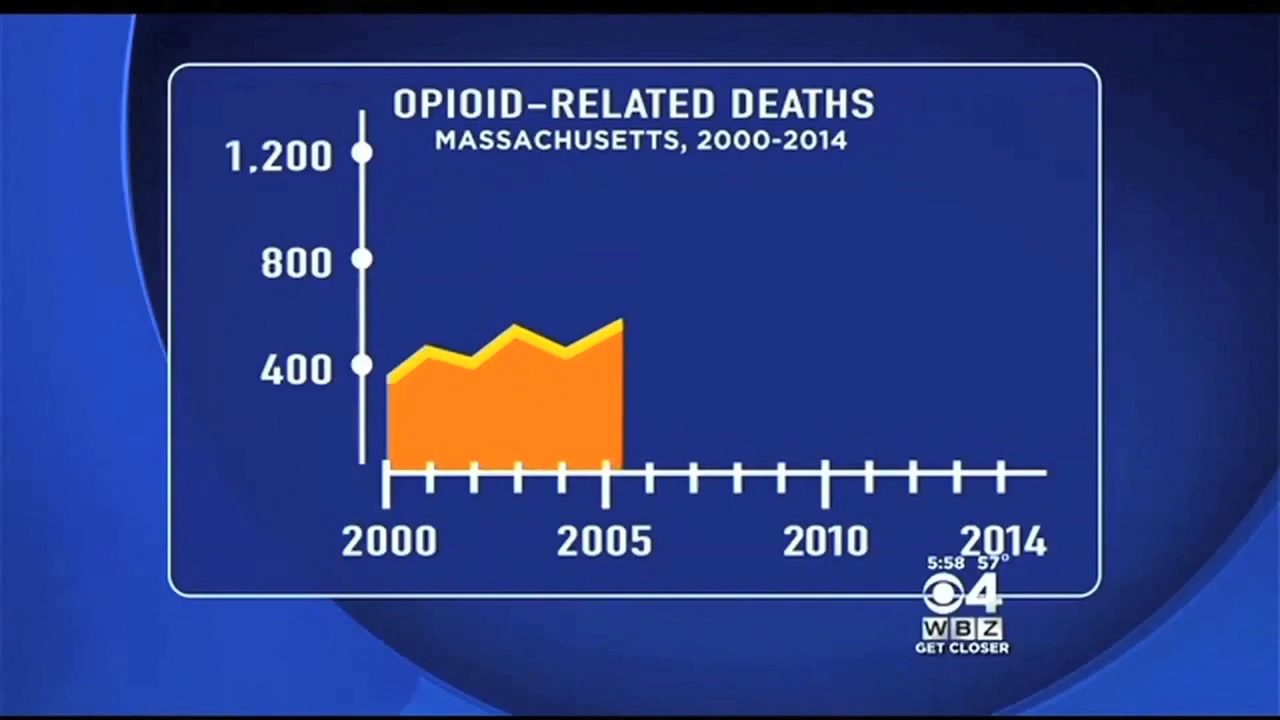 OPIOID-RELATED DEATHS
MASSACHUSETTS, 2000-2014
1,200
800
400
2000 2005 2010 2014
5:58 57°
4
WBZ
GET CLOSER